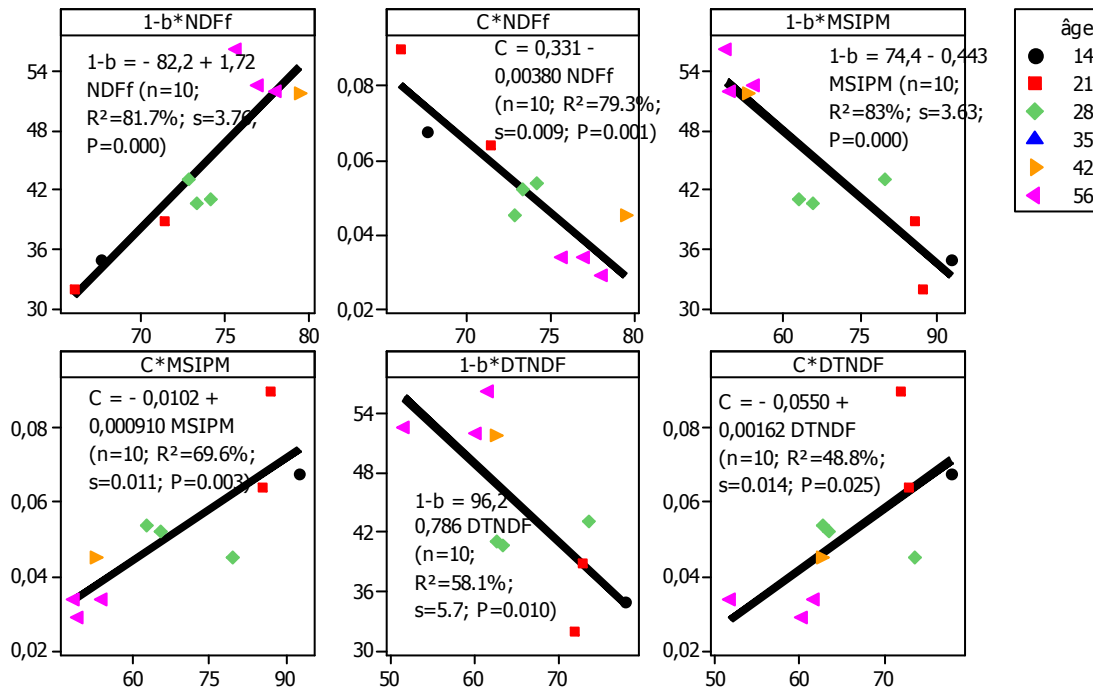 1-b*NDFf
C*NDFf
1-b*MSIPM
âge
14
21
28
35
42
56
1-b = - 82,2 + 1,72
NDFf (n=10;
R²=81.7%; s=3.76;
P=0.000)
54
48
42
36
30
70
75
80
C = 0,331 -
0,00380 NDFf
(n=10; R²=79.3%;
s=0.009; P=0.001)
0,08
0,06
0,04
0,02
70
75
80
1-b = 74,4 - 0,443
MSIPM (n=10;
R²=83%; s=3.63;
P=0.000)
54
48
42
36
30
60
75
90
C*MSIPM
1-b*DTNDF
C*DTNDF
C = - 0,0102 +
0,000910 MSIPM
(n=10; R²=69.6%;
s=0.011; P=0.003)
0,08
0,06
0,04
0,02
60
75
90
1-b = 96,2
0,786 DTNDF
(n=10;
R²=58.1%;
s=5.7; P=0.010)
54
48
42
36
30
50
60
70
C = - 0,0550 +
0,00162 DTNDF
(n=10; R²=48.8%;
s=0.014; P=0.025)
0,08
0,06
0,04
0,02
50
60
70